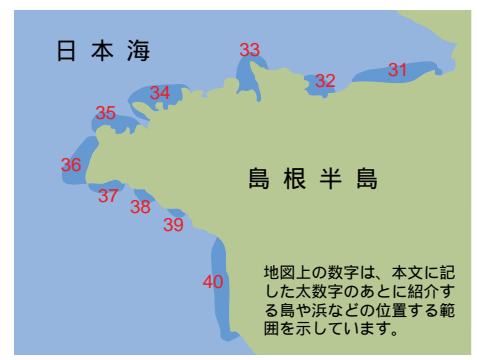 日本海
33
31
32
34
35
36
島根半島
37
38
39
40
地図上の数字は、本文に記
した太数字のあとに紹介す
る島や浜などの位置する範
囲を示しています。